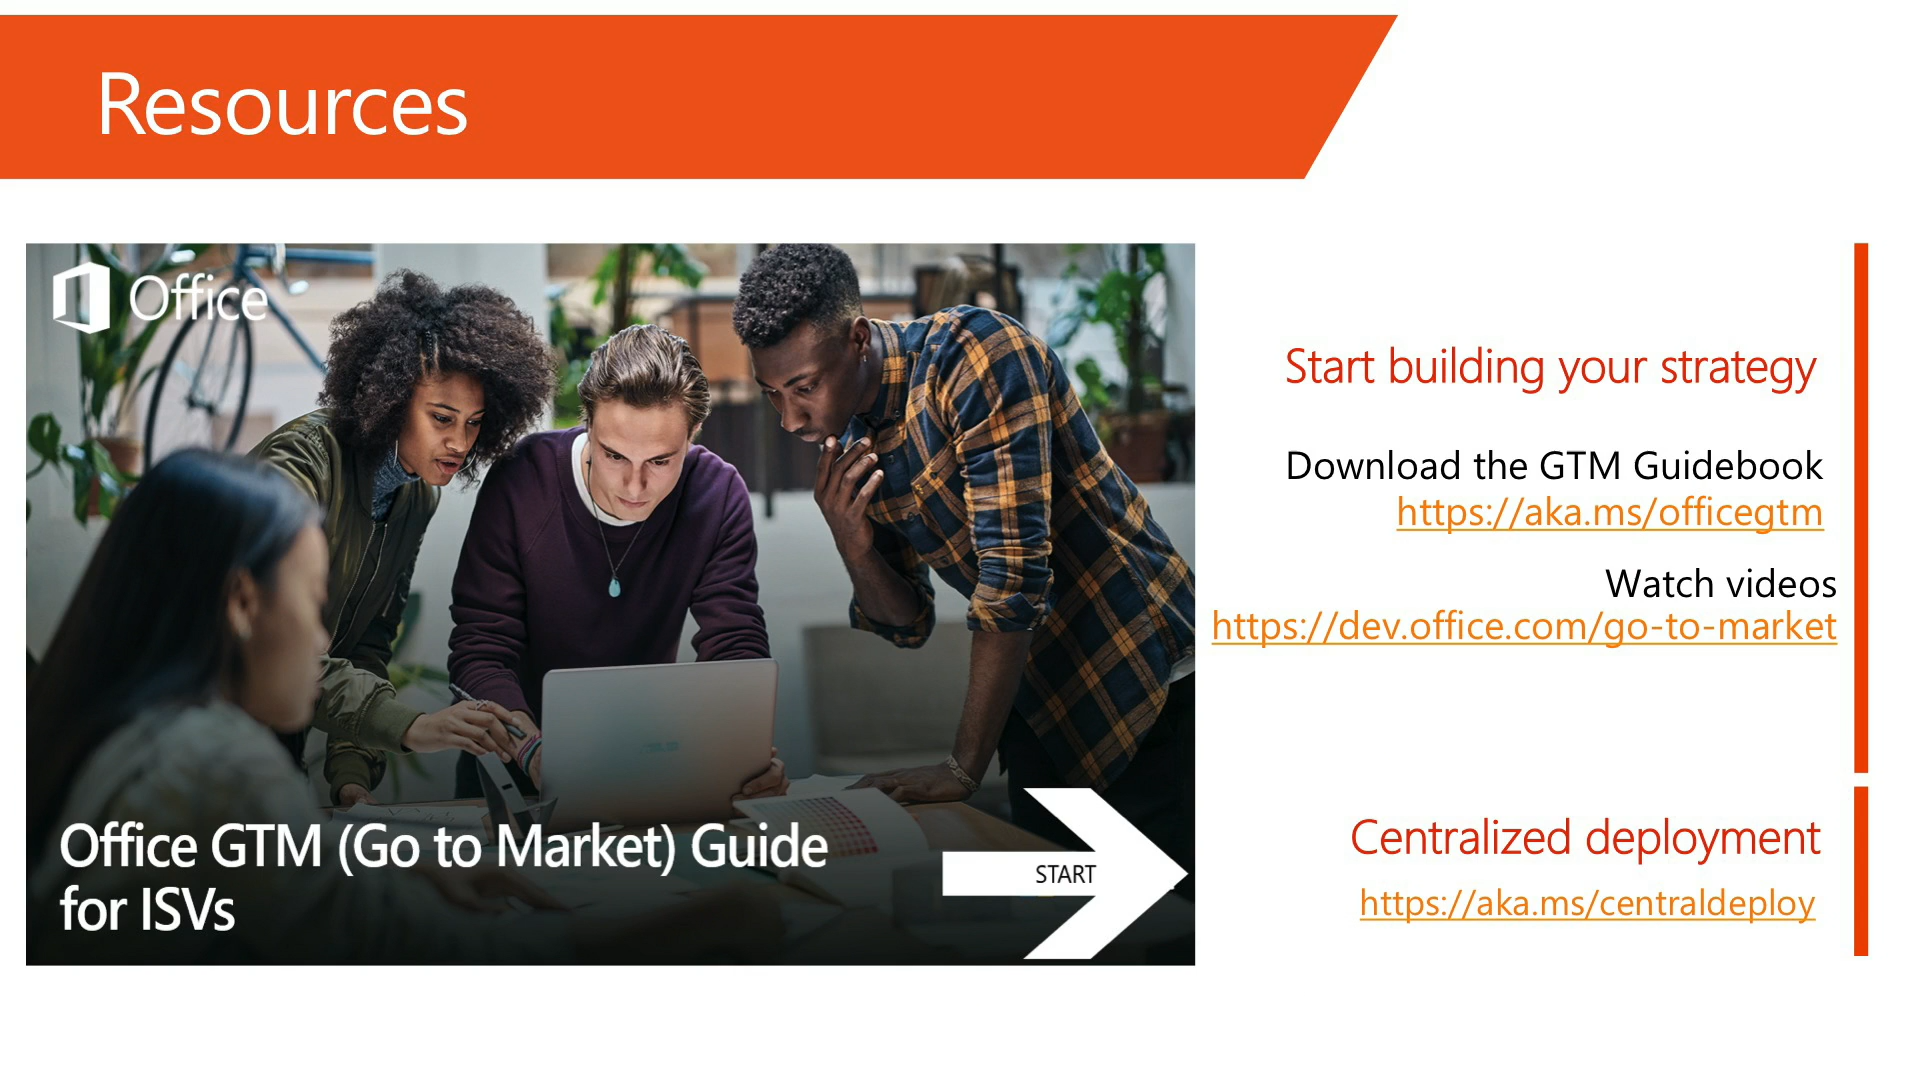 Resources
Office
Office GTM (Go to Market) Guide
for ISVs
START
Start building your strategy
Download the GTM Guidebook
https://aka.ms/officegtm
Watch videos
https://dev.office.com/go-to-market
Centralized deployment
https://aka.ms/centraldeploy